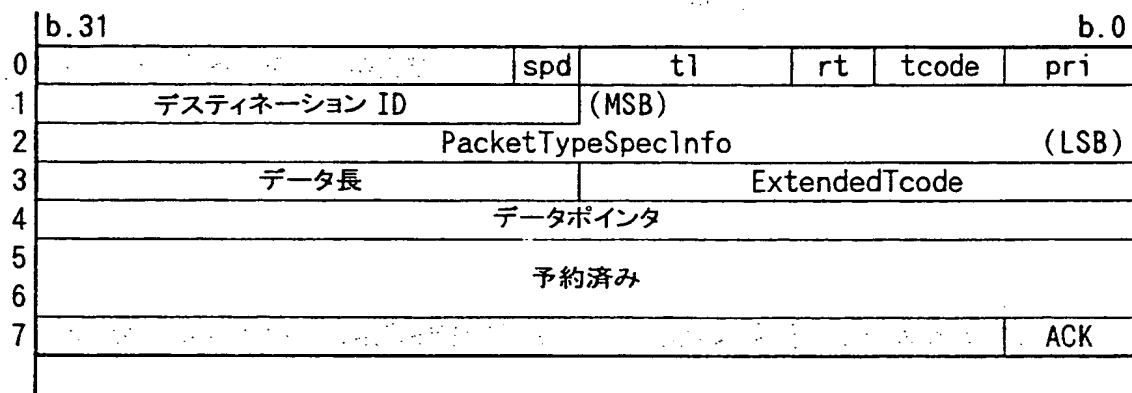 b.31 b.0
0 spd tl rt tcode pri
1 デスティネーション ID (MSB)
2 PacketTypeSpecInfo (LSB)
3 データ長 ExtendedTcode
4 データポインタ
5
予約済み
6
7 ACK